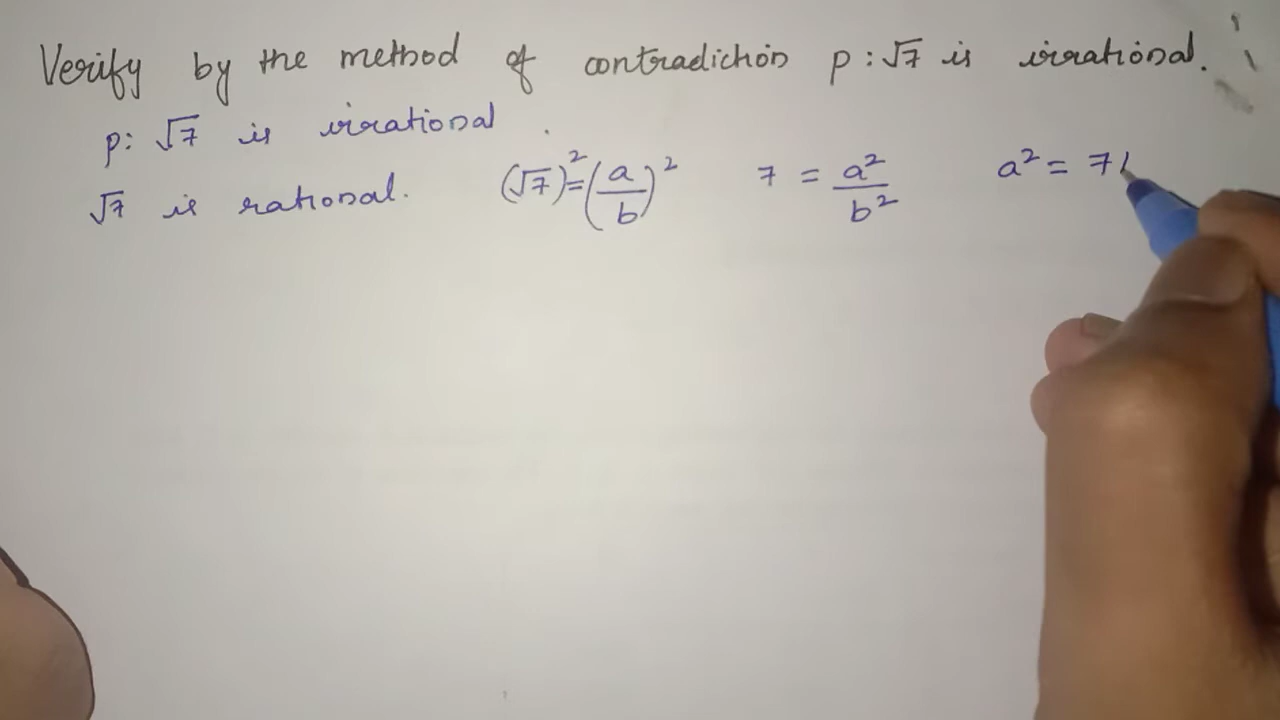 Verify by the method of contradiction p : √7 is irrational.
p: √7 is irrational
√7 is rational. (√7)² = (a/b)² 7 = a²/b² a² = 7